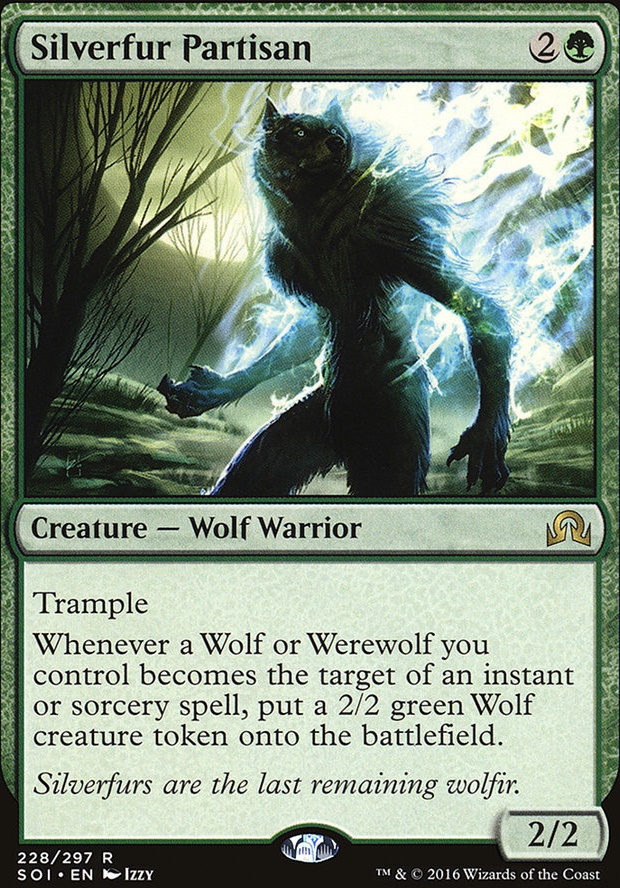 Silverfur Partisan 2
Creature — Wolf Warrior
Trample
Whenever a Wolf or Werewolf you
control becomes the target of an instant
or sorcery spell, put a 2/2 green Wolf
creature token onto the battlefield.
Silverfurs are the last remaining wolfir.
2/2
228/297 R
SOI • EN Izzy
™ & © 2016 Wizards of the Coast